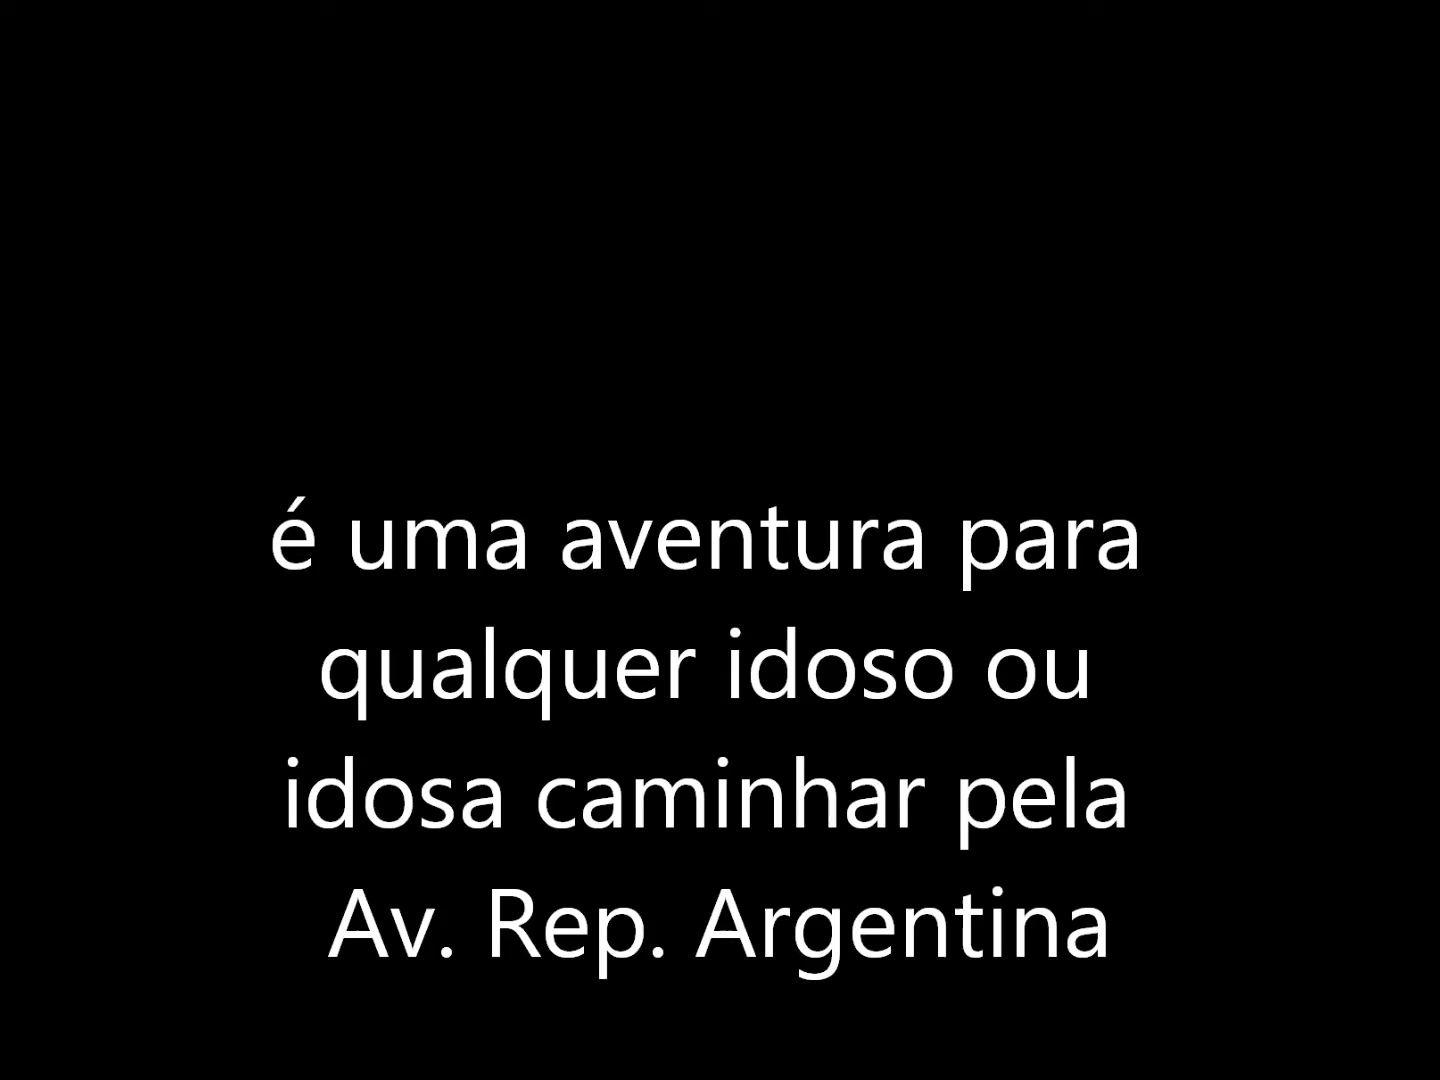 é uma aventura para
qualquer idoso ou
idosa caminhar pela
Av. Rep. Argentina